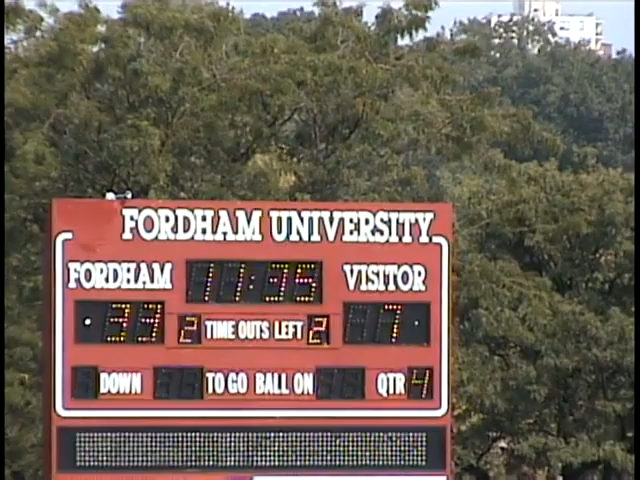 FORDHAM UNIVERSITY
FORDHAM 11:35 VISITOR
33 2 TIME OUTS LEFT 2 7
DOWN TO GO BALL ON QTR 4